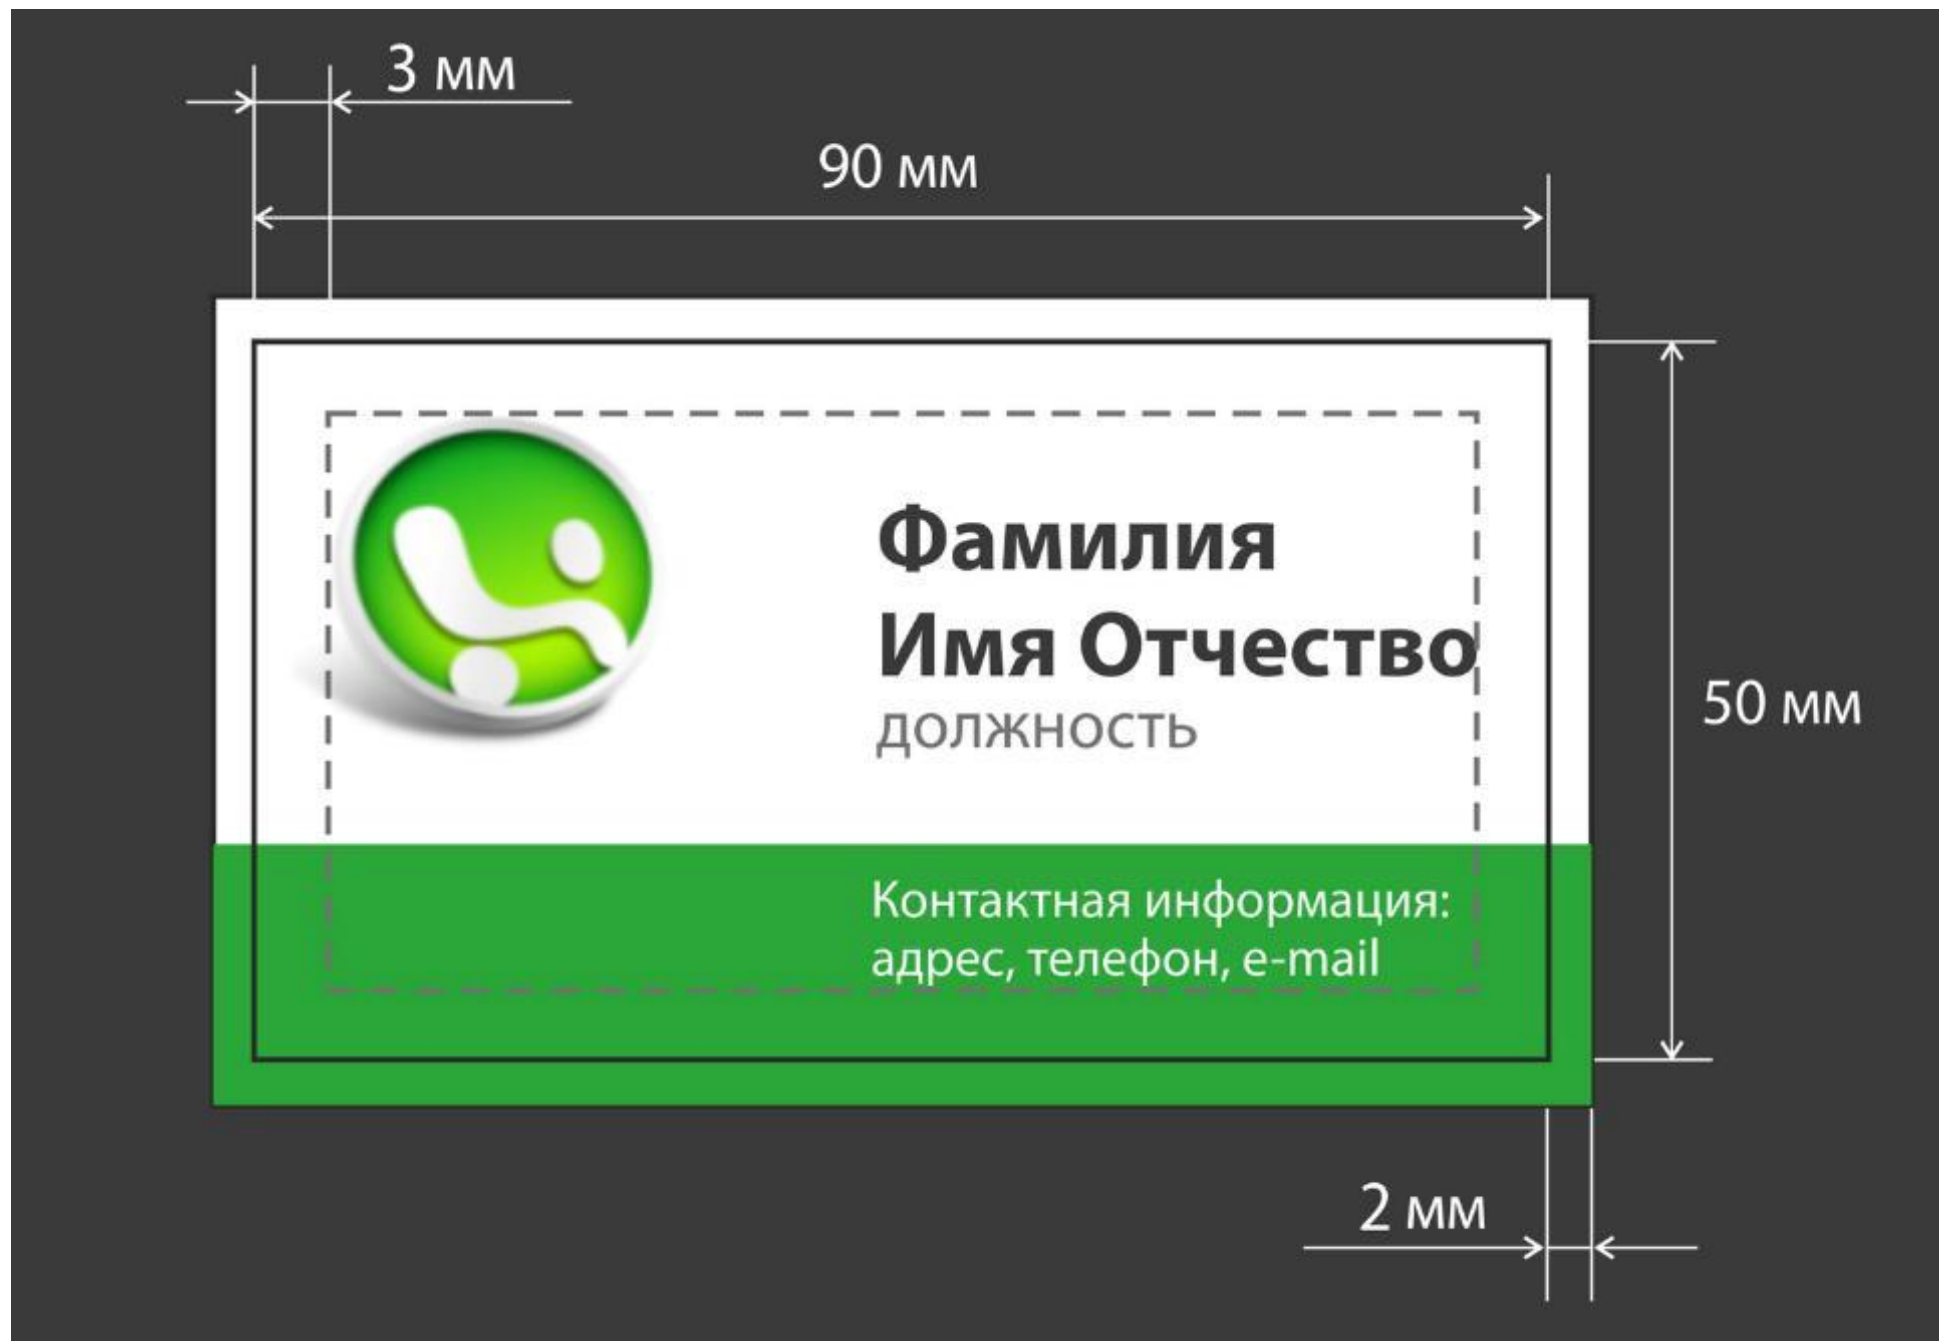 3 мм
90 мм
Фамилия
Имя Отчество
должность
50 мм
Контактная информация:
адрес, телефон, e-mail
2 мм